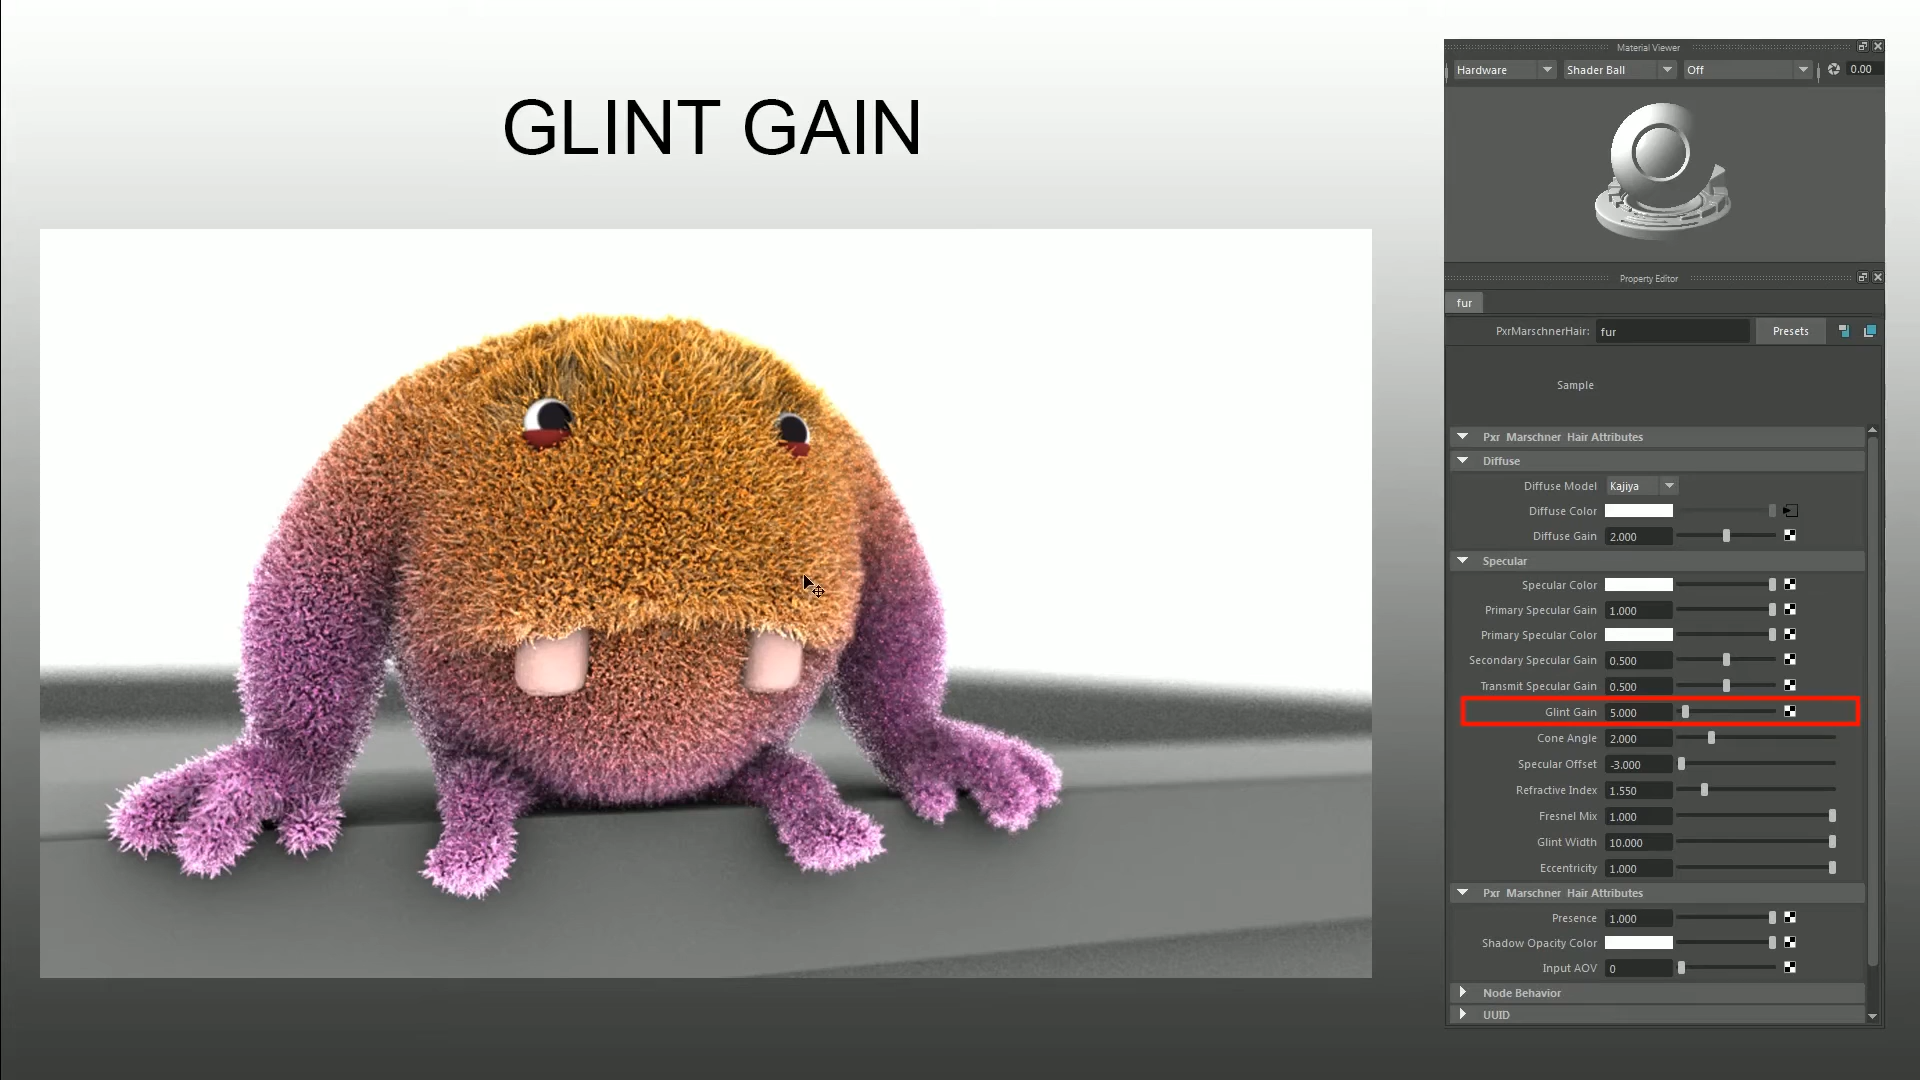 GLINT GAIN
Material Viewer
Hardware Shader Ball Off 0.00
Property Editor
fur
PxrMarschnerHair: fur Presets
Sample
Pxr Marschner Hair Attributes
Diffuse
Diffuse Model Kajiya
Diffuse Color
Diffuse Gain 2.000
Specular
Specular Color
Primary Specular Gain 1.000
Primary Specular Color
Secondary Specular Gain 0.500
Transmit Specular Gain 0.500
Glint Gain 5.000
Cone Angle 2.000
Specular Offset -3.000
Refractive Index 1.550
Fresnel Mix 1.000
Glint Width 10.000
Eccentricity 1.000
Pxr Marschner Hair Attributes
Presence 1.000
Shadow Opacity Color
Input AOV 0
Node Behavior
UUID